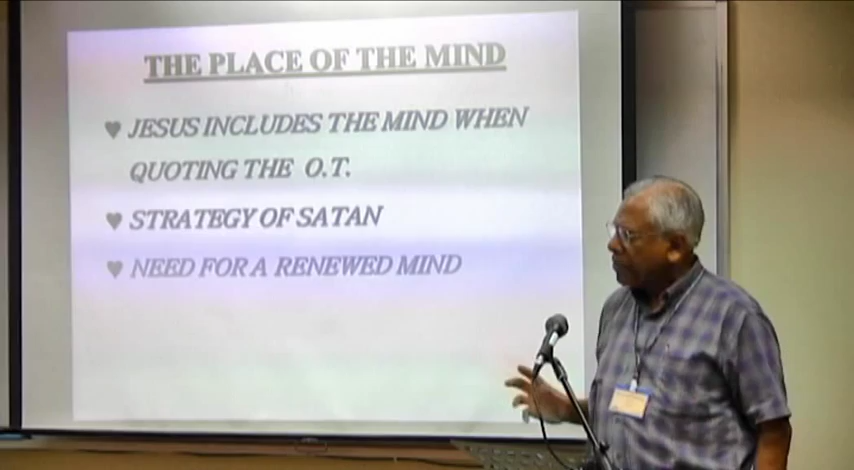 THE PLACE OF THE MIND
♥ JESUS INCLUDES THE MIND WHEN
QUOTING THE O.T.
♥ STRATEGY OF SATAN
♥ NEED FOR A RENEWED MIND